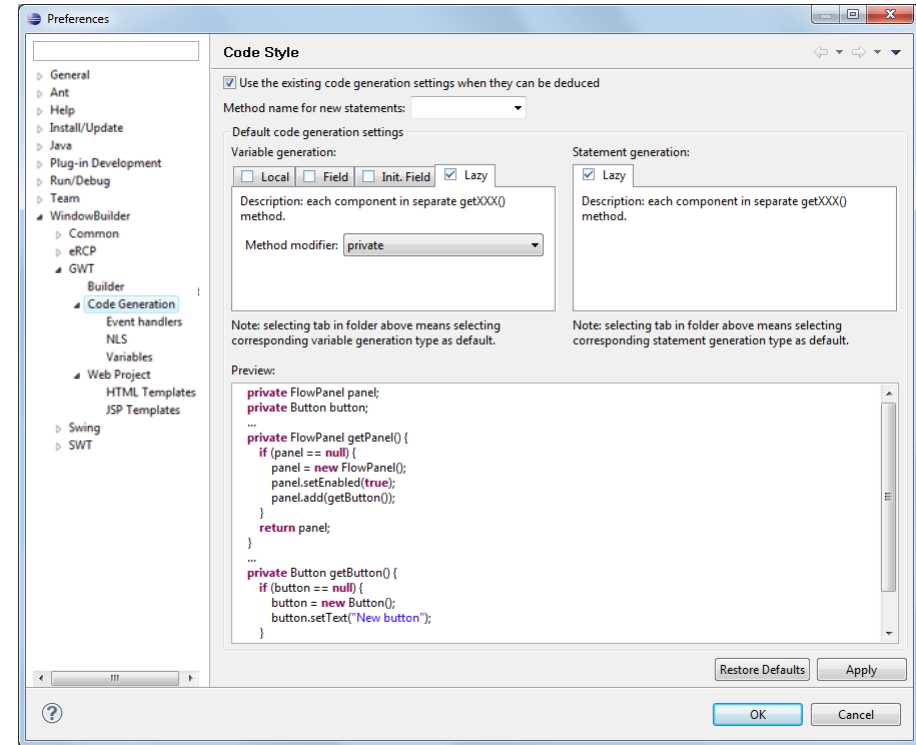 Preferences
General
Ant
Help
Install/Update
Java
Plug-in Development
Run/Debug
Team
WindowBuilder
Common
eRCP
GWT
Builder
Code Generation
Event handlers
NLS
Variables
Web Project
HTML Templates
JSP Templates
Swing
SWT
Code Style
Use the existing code generation settings when they can be deduced
Method name for new statements:
Default code generation settings
Variable generation:
Local Field Init. Field Lazy
Description: each component in separate getXXX()
method.
Method modifier: private
Note: selecting tab in folder above means selecting
corresponding variable generation type as default.
Statement generation:
Lazy
Description: each component in separate getXXX()
method.
Note: selecting tab in folder above means selecting
corresponding statement generation type as default.
Preview:
private FlowPanel panel;
private Button button;
...
private FlowPanel getPanel() {
if (panel == null) {
panel = new FlowPanel();
panel.setEnabled(true);
panel.add(getButton());
}
return panel;
}
...
private Button getButton() {
if (button == null) {
button = new Button();
button.setText("New button");
}
Restore Defaults Apply
? OK Cancel